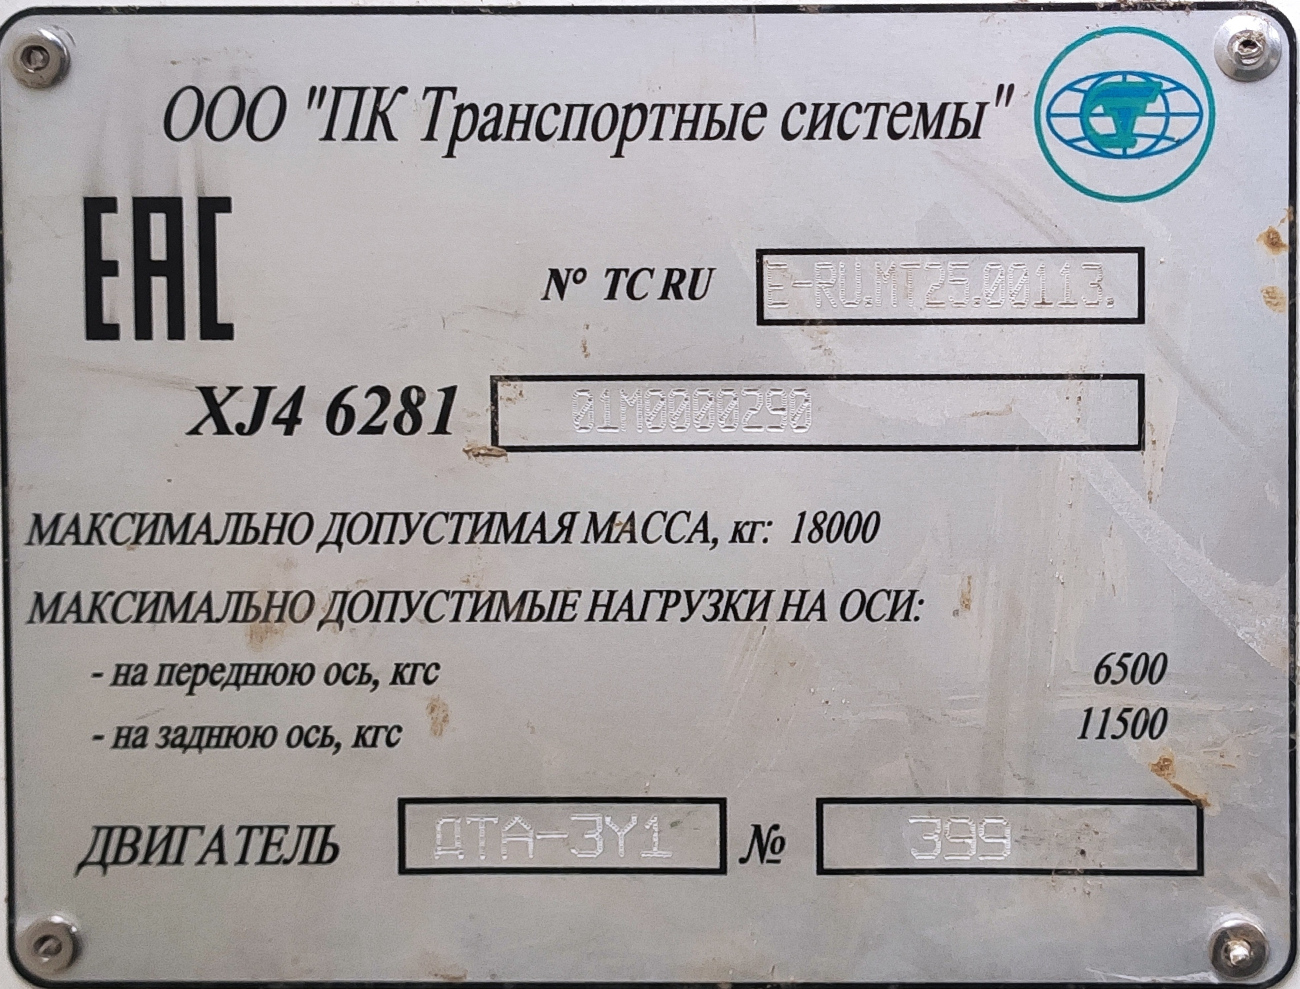 ООО "ПК Транспортные системы"
ЕАС
№ ТС RU E-RU.MT25.00113.
XJ4 6281 01M0000290
МАКСИМАЛЬНО ДОПУСТИМАЯ МАССА, кг: 18000
МАКСИМАЛЬНО ДОПУСТИМЫЕ НАГРУЗКИ НА ОСИ:
- на переднюю ось, кгс 6500
- на заднюю ось, кгс 11500
ДВИГАТЕЛЬ ДТА-3У1 № 399